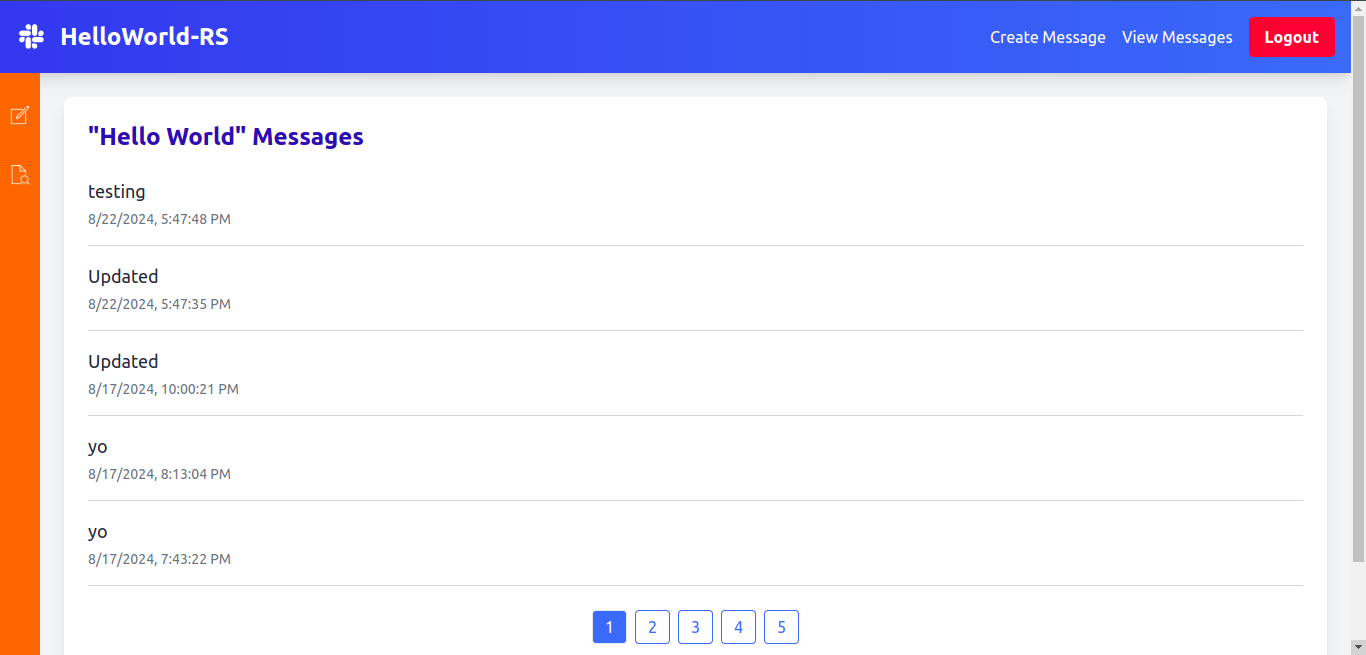 HelloWorld-RS
Create Message View Messages Logout
"Hello World" Messages
testing
8/22/2024, 5:47:48 PM
Updated
8/22/2024, 5:47:35 PM
Updated
8/17/2024, 10:00:21 PM
yo
8/17/2024, 8:13:04 PM
yo
8/17/2024, 7:43:22 PM
1 2 3 4 5